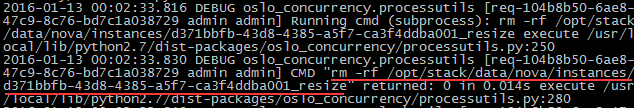 2016-01-13 00:02:33.816 DEBUG oslo_concurrency.processutils [req-104b8b50-6ae8-
47c9-8c76-bd7c1a038729 admin admin] Running cmd (subprocess): rm -rf /opt/stack
/data/nova/instances/d371bbfb-43d8-4385-a5f7-ca3f4ddba001_resize execute /usr/l
ocal/lib/python2.7/dist-packages/oslo_concurrency/processutils.py:250
2016-01-13 00:02:33.830 DEBUG oslo_concurrency.processutils [req-104b8b50-6ae8-
47c9-8c76-bd7c1a038729 admin admin] CMD "rm -rf /opt/stack/data/nova/instances/
d371bbfb-43d8-4385-a5f7-ca3f4ddba001_resize" returned: 0 in 0.014s execute /usr
/local/lib/python2.7/dist-packages/oslo_concurrency/processutils.py:280